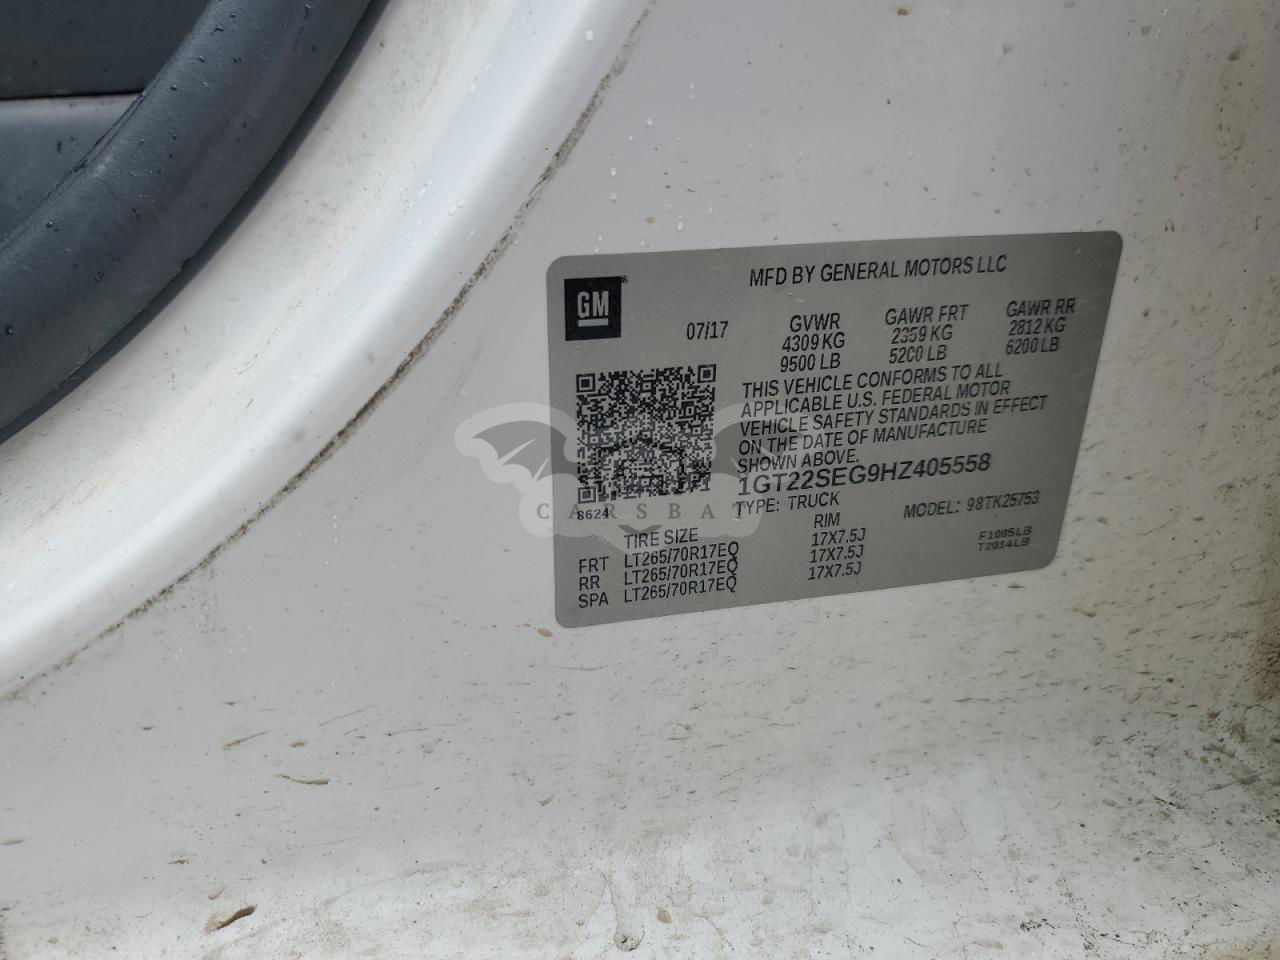 MFD BY GENERAL MOTORS LLC
GM
07/17
GVWR
4309 KG
9500 LB
GAWR FRT
2359 KG
5200 LB
GAWR RR
2812 KG
6200 LB
THIS VEHICLE CONFORMS TO ALL
APPLICABLE U.S. FEDERAL MOTOR
VEHICLE SAFETY STANDARDS IN EFFECT
ON THE DATE OF MANUFACTURE
SHOWN ABOVE.
1GT22SEG9HZ405558
TYPE: TRUCK
MODEL: 98TK25753
8624
CARSBAT
TIRE SIZE
RIM
FRT LT265/70R17EQ 17X7.5J
RR LT265/70R17EQ 17X7.5J
SPA LT265/70R17EQ 17X7.5J
F1005LB
T2014LB